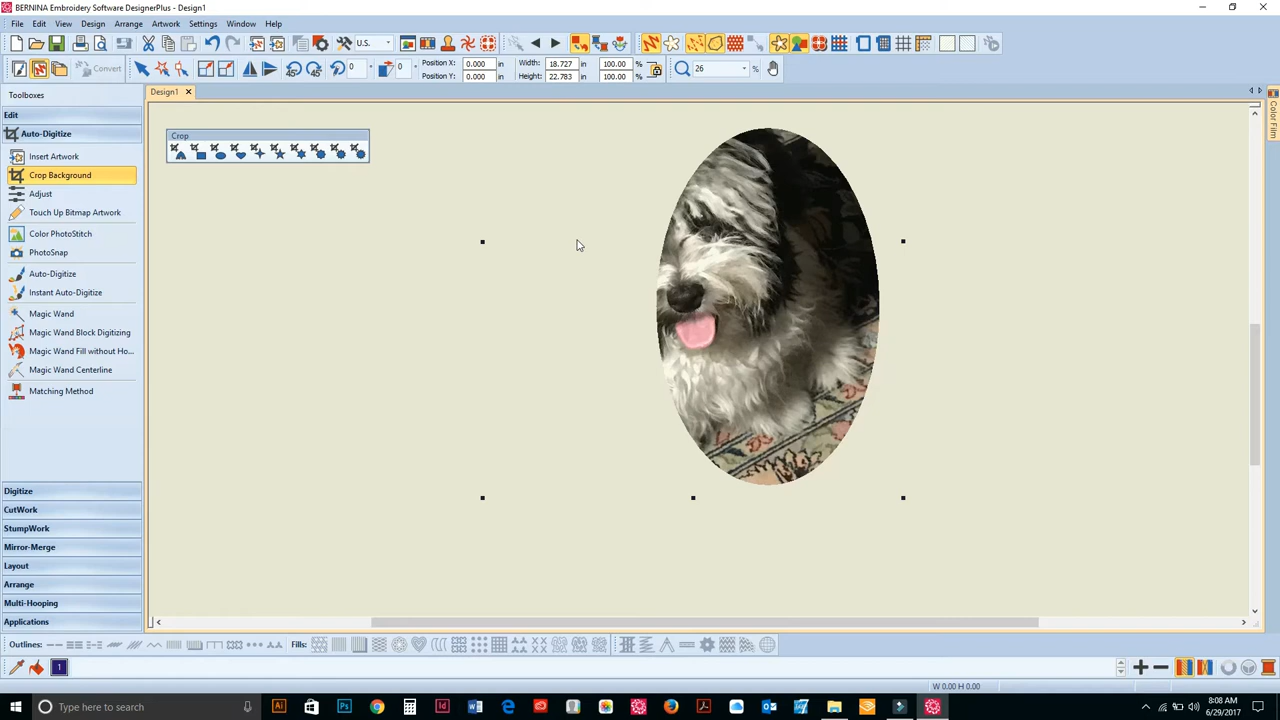 BERNINA Embroidery Software DesignerPlus - Design1
File Edit View Design Arrange Artwork Settings Window Help
U.S.
Convert 0 0 Position X: 0.000 in Width: 18.727 in 100.00 %
Position Y: 0.000 in Height: 22.783 in 100.00 %
26
Toolboxes
Design1
Edit
Auto-Digitize
Crop
Insert Artwork
Crop Background
Adjust
Touch Up Bitmap Artwork
Color PhotoStitch
PhotoSnap
Auto-Digitize
Instant Auto-Digitize
Magic Wand
Magic Wand Block Digitizing
Magic Wand Fill without Ho...
Magic Wand Centerline
Matching Method
Color Film
Digitize
CutWork
StumpWork
Mirror-Merge
Layout
Arrange
Multi-Hooping
Applications
Outlines: Fills:
1
W 0.00 H 0.00
Type here to search
8:08 AM
6/29/2017